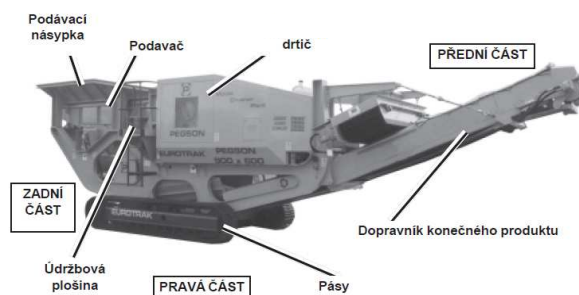 Podávací
násypka
Podavač
drtič
PŘEDNÍ ČÁST
PEGSON
EUROTRAK
PEGSON
900 x 600
ZADNÍ
ČÁST
EUROTRAK
Dopravník konečného produktu
Údržbová
plošina
PRAVÁ ČÁST
Pásy